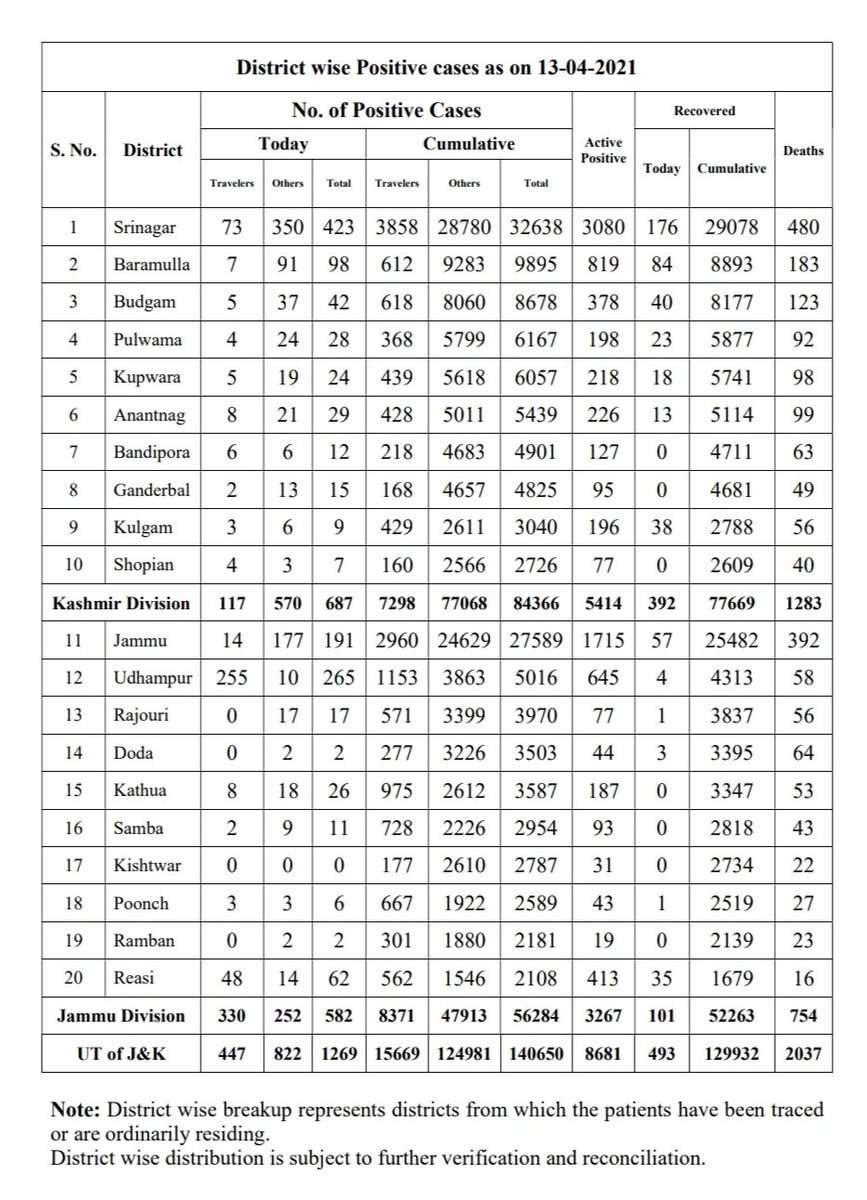 District wise Positive cases as on 13-04-2021
S. No. District No. of Positive Cases Active Positive Recovered Deaths
Today Cumulative Today Cumulative
Travelers Others Total Travelers Others Total
1 Srinagar 73 350 423 3858 28780 32638 3080 176 29078 480
2 Baramulla 7 91 98 612 9283 9895 819 84 8893 183
3 Budgam 5 37 42 618 8060 8678 378 40 8177 123
4 Pulwama 4 24 28 368 5799 6167 198 23 5877 92
5 Kupwara 5 19 24 439 5618 6057 218 18 5741 98
6 Anantnag 8 21 29 428 5011 5439 226 13 5114 99
7 Bandipora 6 6 12 218 4683 4901 127 0 4711 63
8 Ganderbal 2 13 15 168 4657 4825 95 0 4681 49
9 Kulgam 3 6 9 429 2611 3040 196 38 2788 56
10 Shopian 4 3 7 160 2566 2726 77 0 2609 40
Kashmir Division 117 570 687 7298 77068 84366 5414 392 77669 1283
11 Jammu 14 177 191 2960 24629 27589 1715 57 25482 392
12 Udhampur 255 10 265 1153 3863 5016 645 4 4313 58
13 Rajouri 0 17 17 571 3399 3970 77 1 3837 56
14 Doda 0 2 2 277 3226 3503 44 3 3395 64
15 Kathua 8 18 26 975 2612 3587 187 0 3347 53
16 Samba 2 9 11 728 2226 2954 93 0 2818 43
17 Kishtwar 0 0 0 177 2610 2787 31 0 2734 22
18 Poonch 3 3 6 667 1922 2589 43 1 2519 27
19 Ramban 0 2 2 301 1880 2181 19 0 2139 23
20 Reasi 48 14 62 562 1546 2108 413 35 1679 16
Jammu Division 330 252 582 8371 47913 56284 3267 101 52263 754
UT of J&K 447 822 1269 15669 124981 140650 8681 493 129932 2037
Note: District wise breakup represents districts from which the patients have been traced
or are ordinarily residing.
District wise distribution is subject to further verification and reconciliation.